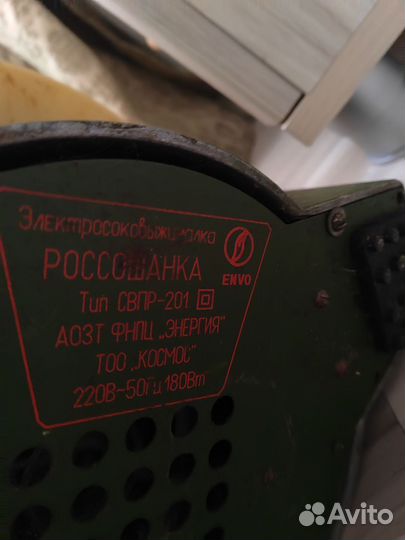 Электросоковыжималка
РОССОШАНКА
ENVO
Тип СВПР-201
АОЗТ ФНПЦ „ЭНЕРГИЯ"
ТОО „КОСМОС"
220В~50Гц 180Вт
Avito